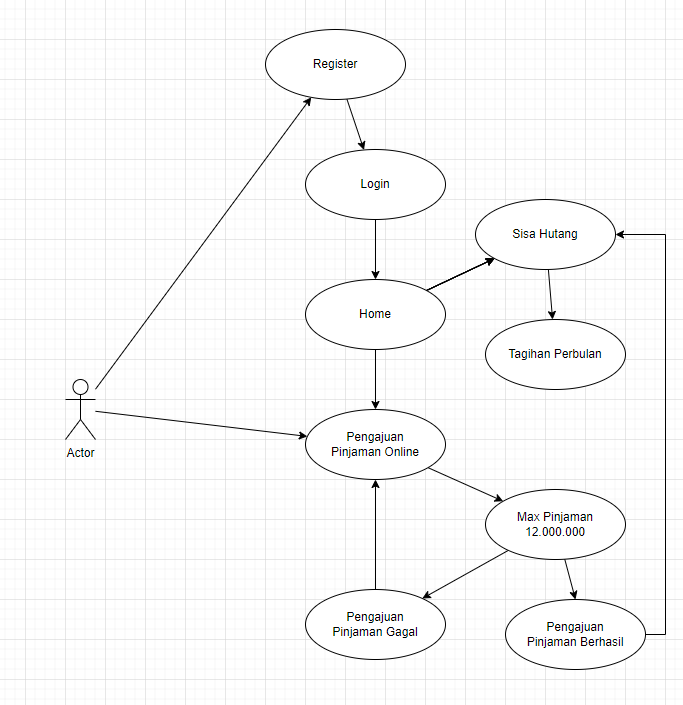 Register
Login
Sisa Hutang
Home
Tagihan Perbulan
Actor
Pengajuan
Pinjaman Online
Max Pinjaman
12.000.000
Pengajuan
Pinjaman Gagal
Pengajuan
Pinjaman Berhasil